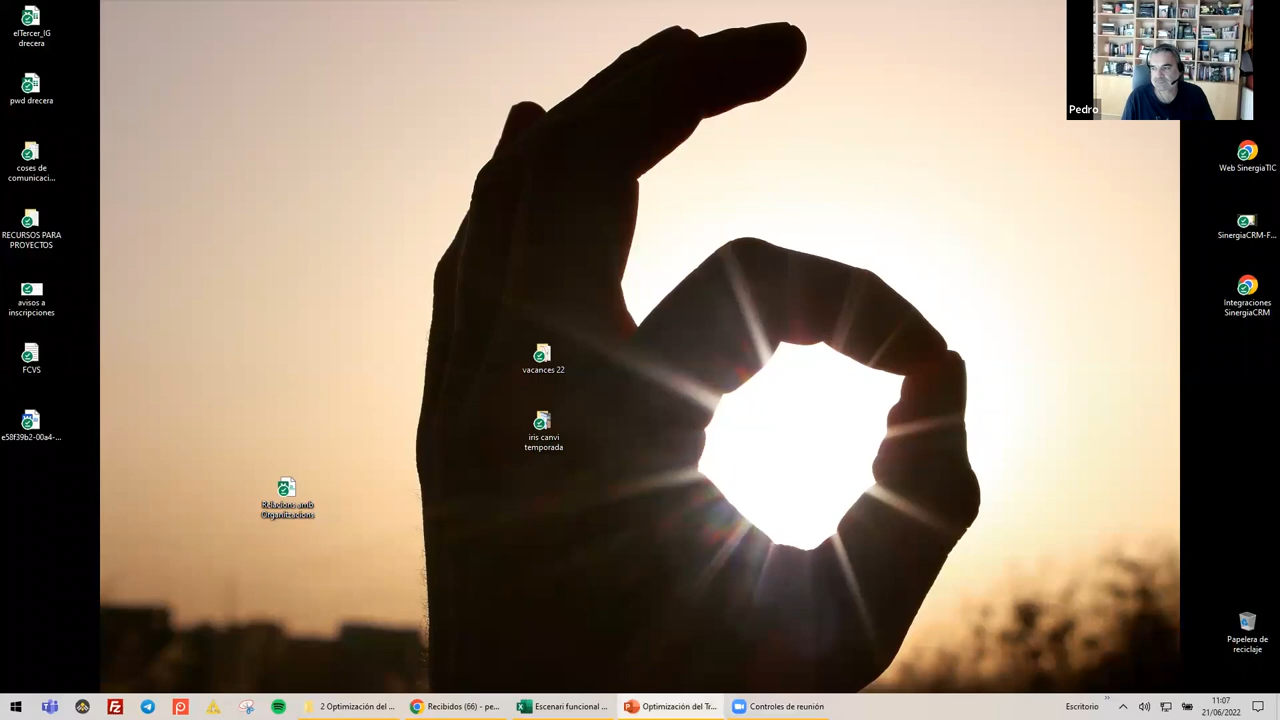 elTercer_IG
drecera
pwd drecera
coses de
comunicaci...
RECURSOS PARA
PROYECTOS
avisos a
inscripciones
FCVS
e58f39b2-00a4-...
Relacions amb
Organitzacions
vacances 22
iris canvi
temporada
Pedro
Web SinergiaTIC
SinergiaCRM-F...
Integraciones
SinergiaCRM
Papelera de
reciclaje
2 Optimización del ...
Recibidos (66) - pe...
Escenari funcional ...
Optimización del Tr...
Controles de reunión
Escritorio
11:07
21/06/2022